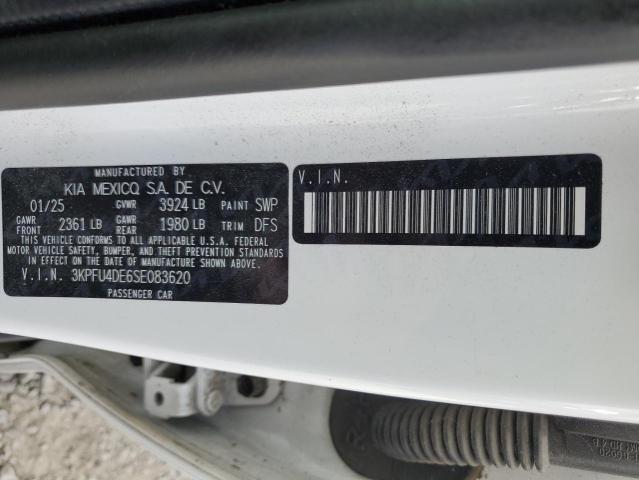 MANUFACTURED BY
KIA MEXICO, S.A. DE C.V.
01/25 GVWR 3924 LB PAINT SWP
GAWR FRONT 2361 LB GAWR REAR 1980 LB TRIM DFS
THIS VEHICLE CONFORMS TO ALL APPLICABLE U.S.A. FEDERAL
MOTOR VEHICLE SAFETY, BUMPER, AND THEFT PREVENTION STANDARDS
IN EFFECT ON THE DATE OF MANUFACTURE SHOWN ABOVE.
V.I.N. 3KPFU4DE6SE083620
PASSENGER CAR
V.I.N.